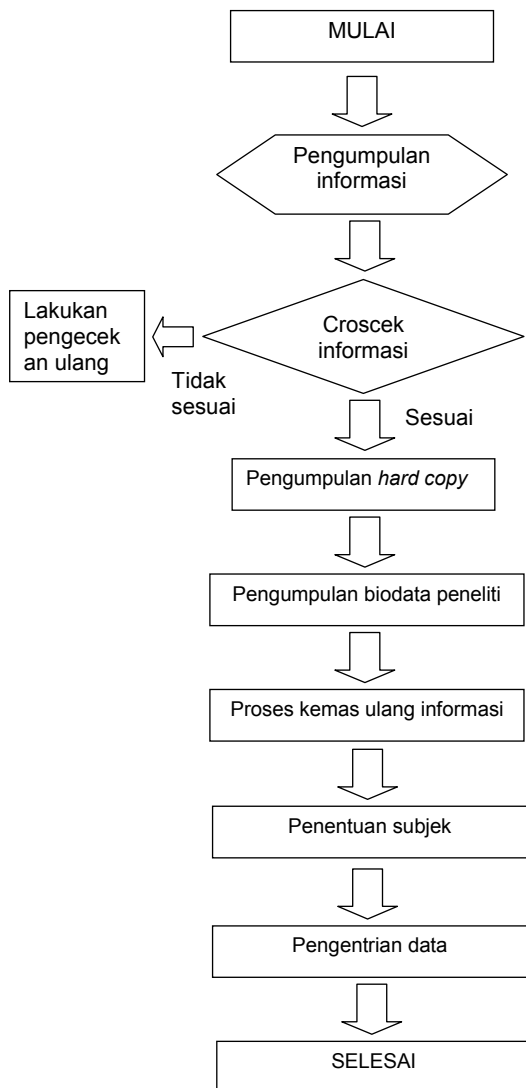 MULAI
Pengumpulan
informasi
Croscek
informasi
Lakukan
pengecek
an ulang
Tidak
sesuai
Sesuai
Pengumpulan hard copy
Pengumpulan biodata peneliti
Proses kemas ulang informasi
Penentuan subjek
Pengentrian data
SELESAI